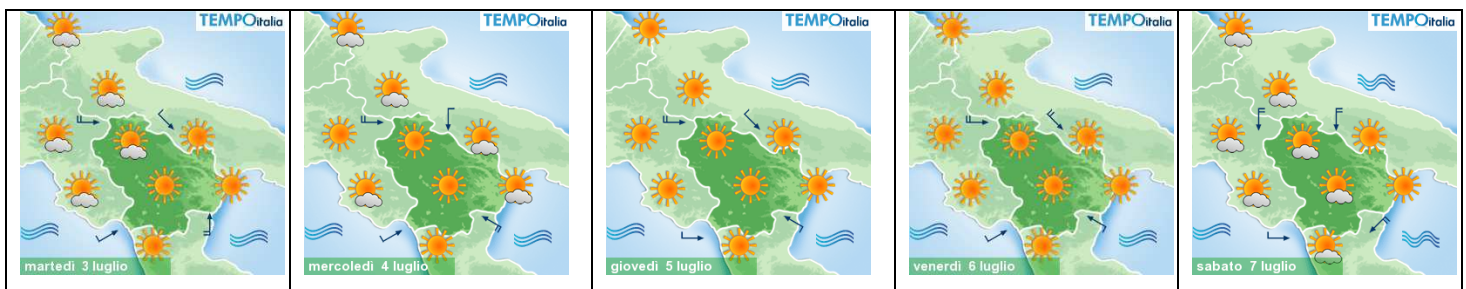 TEMPOitalia
martedì 3 luglio
TEMPOitalia
mercoledì 4 luglio
TEMPOitalia
giovedì 5 luglio
TEMPOitalia
venerdì 6 luglio
TEMPOitalia
sabato 7 luglio